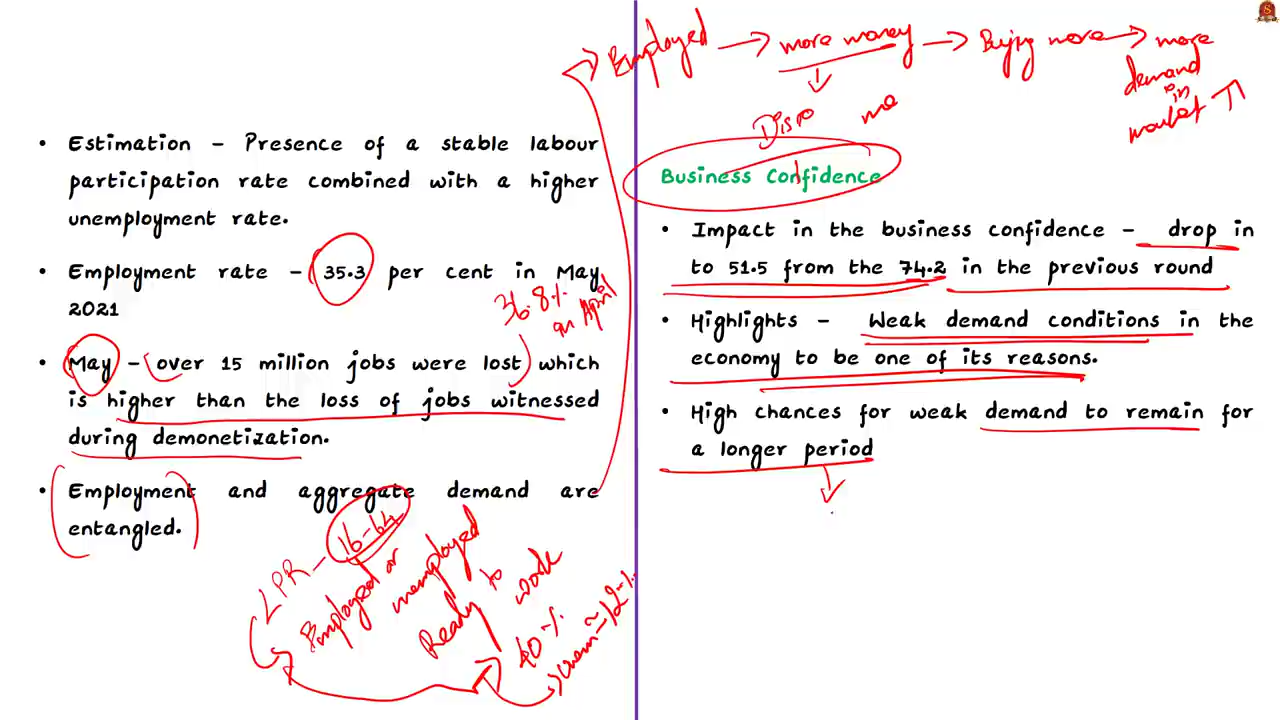 • Estimation – Presence of a stable labour
participation rate combined with a higher
unemployment rate.
• Employment rate – 35.3 per cent in May
2021
36.8%
in April
• May – over 15 million jobs were lost which
is higher than the loss of jobs witnessed
during demonetization.
• Employment and aggregate demand are
entangled.
LPR – 16-64
Employed or
unemployed
Ready to work
40%
unem ≈ 12%
Employed → more money → Buying more → more
demand
in
market ↑
Dispo
me
Business Confidence
• Impact in the business confidence – drop in
to 51.5 from the 74.2 in the previous round
• Highlights – Weak demand conditions in the
economy to be one of its reasons.
• High chances for weak demand to remain for
a longer period